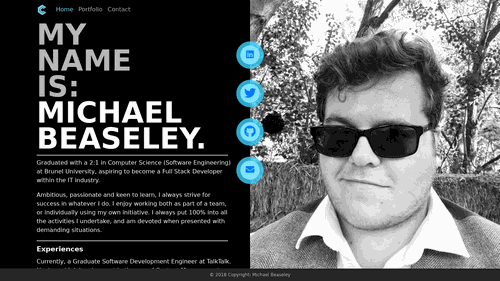 Home Portfolio Contact
MY
NAME
IS:
MICHAEL
BEASELEY.
Graduated with a 2:1 in Computer Science (Software Engineering)
at Brunel University, aspiring to become a Full Stack Developer
within the IT industry.
Ambitious, passionate and keen to learn, I always strive for
success in whatever I do. I enjoy working both as part of a team,
or individually using my own initiative. I always put 100% into all
the activities I undertake, and am devoted when presented with
demanding situations.
Experiences
Currently, a Graduate Software Development Engineer at TalkTalk.
© 2018 Copyright: Michael Beaseley